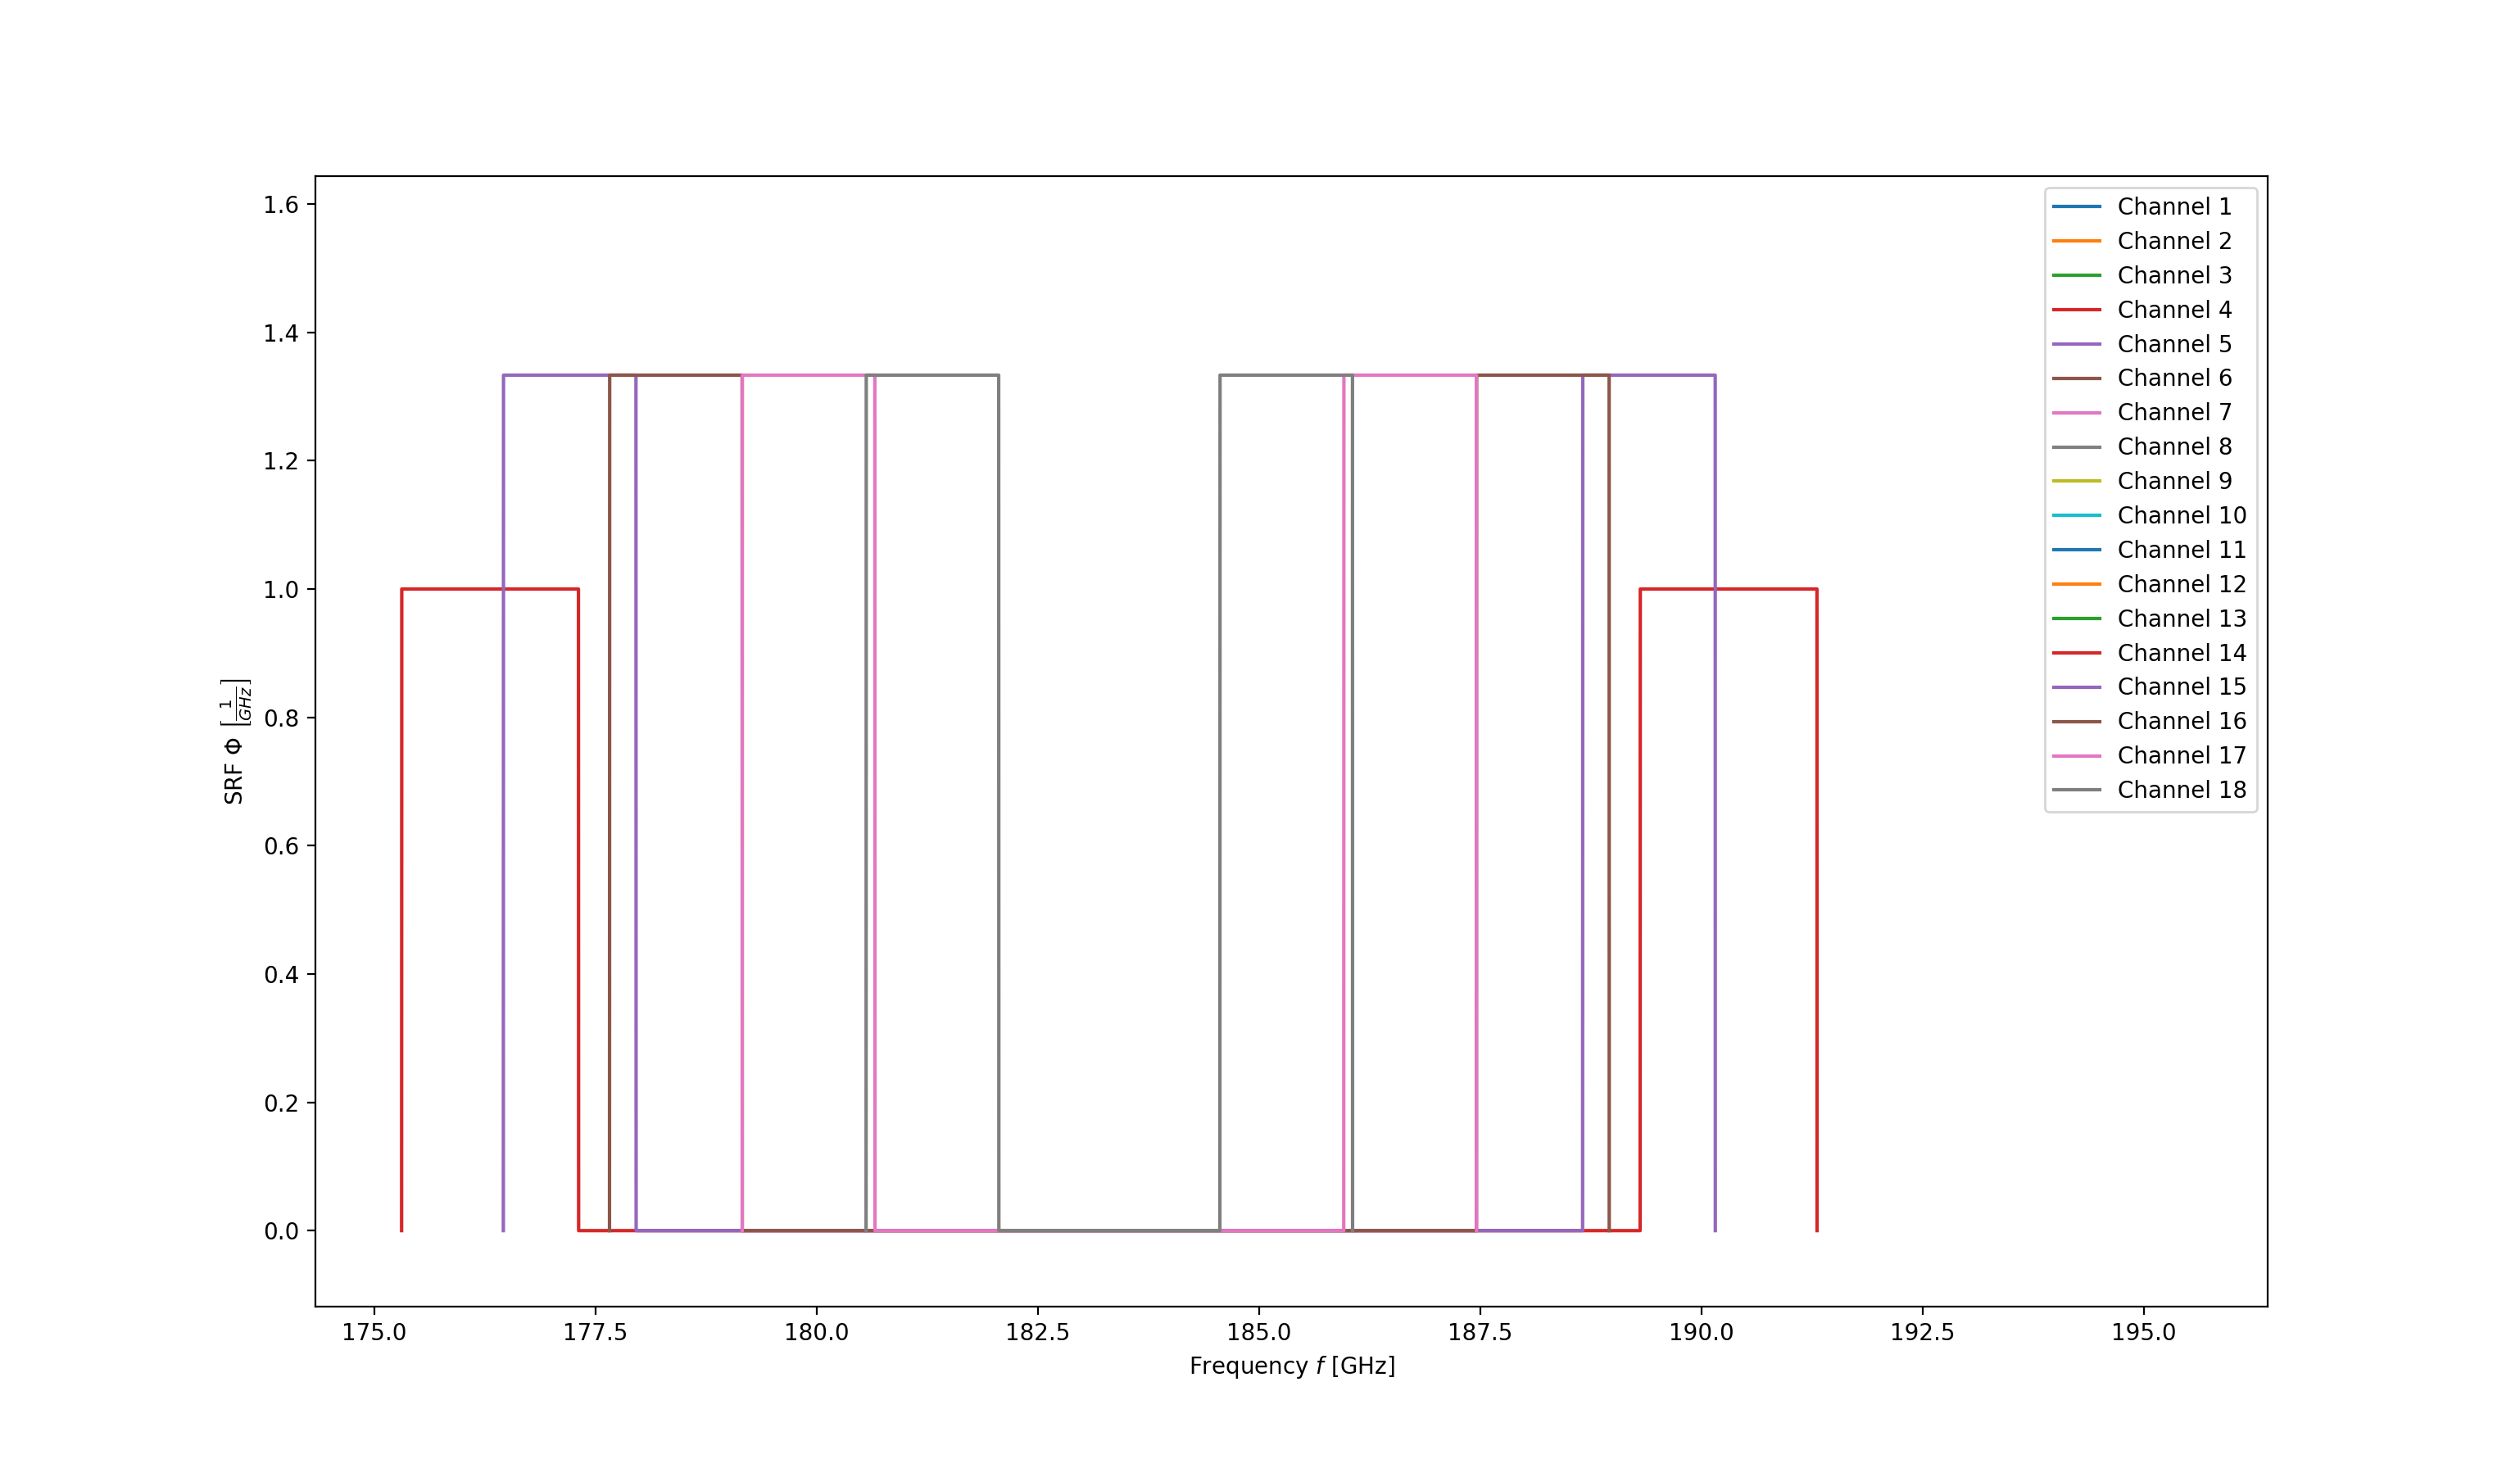 1.6
1.4
1.2
1.0
0.8
0.6
0.4
0.2
0.0
SRF Φ [1/GHz]
175.0 177.5 180.0 182.5 185.0 187.5 190.0 192.5 195.0
Frequency f [GHz]
Channel 1
Channel 2
Channel 3
Channel 4
Channel 5
Channel 6
Channel 7
Channel 8
Channel 9
Channel 10
Channel 11
Channel 12
Channel 13
Channel 14
Channel 15
Channel 16
Channel 17
Channel 18